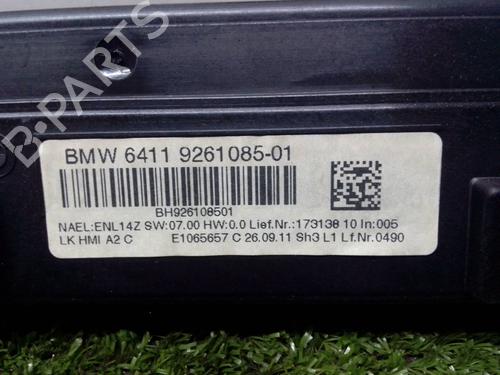 B-PARTS
BMW 6411 9261085-01
BH926108501
NAEL:ENL14Z SW:07.00 HW:0.0 Lief.Nr.:173138 10 In:005
LK HMI A2 C E1065657 C 26.09.11 Sh3 L1 Lf.Nr.0490